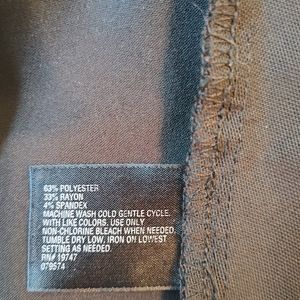 63% POLYESTER
33% RAYON
4% SPANDEX
MACHINE WASH COLD GENTLE CYCLE.
WITH LIKE COLORS. USE ONLY
NON-CHLORINE BLEACH WHEN NEEDED.
TUMBLE DRY LOW. IRON ON LOWEST
SETTING AS NEEDED.
RN# 19747
079574